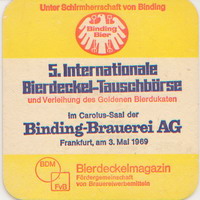 Unter Schirmherrschaft von Binding
Binding
Bier
5. Internationale
Bierdeckel-Tauschbörse
und Verleihung des Goldenen Bierdukaten
im Carolus-Saal der
Binding-Brauerei AG
Frankfurt, am 3. Mai 1969
BDM
FvB
Bierdeckelmagazin
Fördergemeinschaft
von Brauereiwerbemitteln